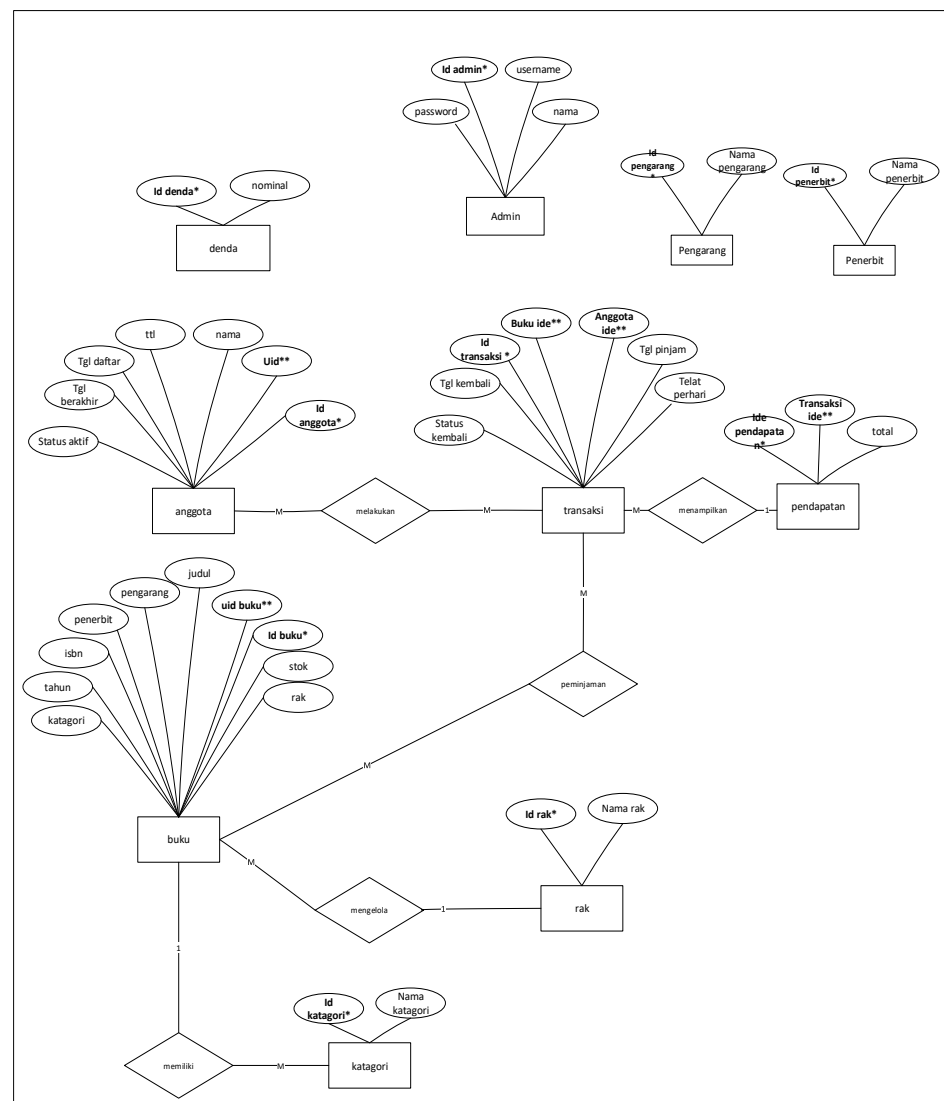 Id admin*
username
password
nama
Admin
Id denda*
nominal
denda
Id
pengarang
*
Nama
pengarang
Pengarang
Id
penerbit*
Nama
penerbit
Penerbit
ttl
nama
Tgl daftar
Uid**
Tgl
berakhir
Id
anggota*
Status aktif
anggota
M
melakukan
M
Buku ide**
Anggota
ide**
Id
transaksi *
Tgl pinjam
Tgl kembali
Telat
perhari
Status
kembali
transaksi
M
menampilkan
1
Ide
pendapata
n*
Transaksi
ide**
total
pendapatan
M
peminjaman
M
judul
pengarang
uid buku**
penerbit
Id buku*
isbn
stok
tahun
rak
katagori
buku
M
mengelola
1
Id rak*
Nama rak
rak
1
memiliki
M
Id
katagori*
Nama
katagori
katagori